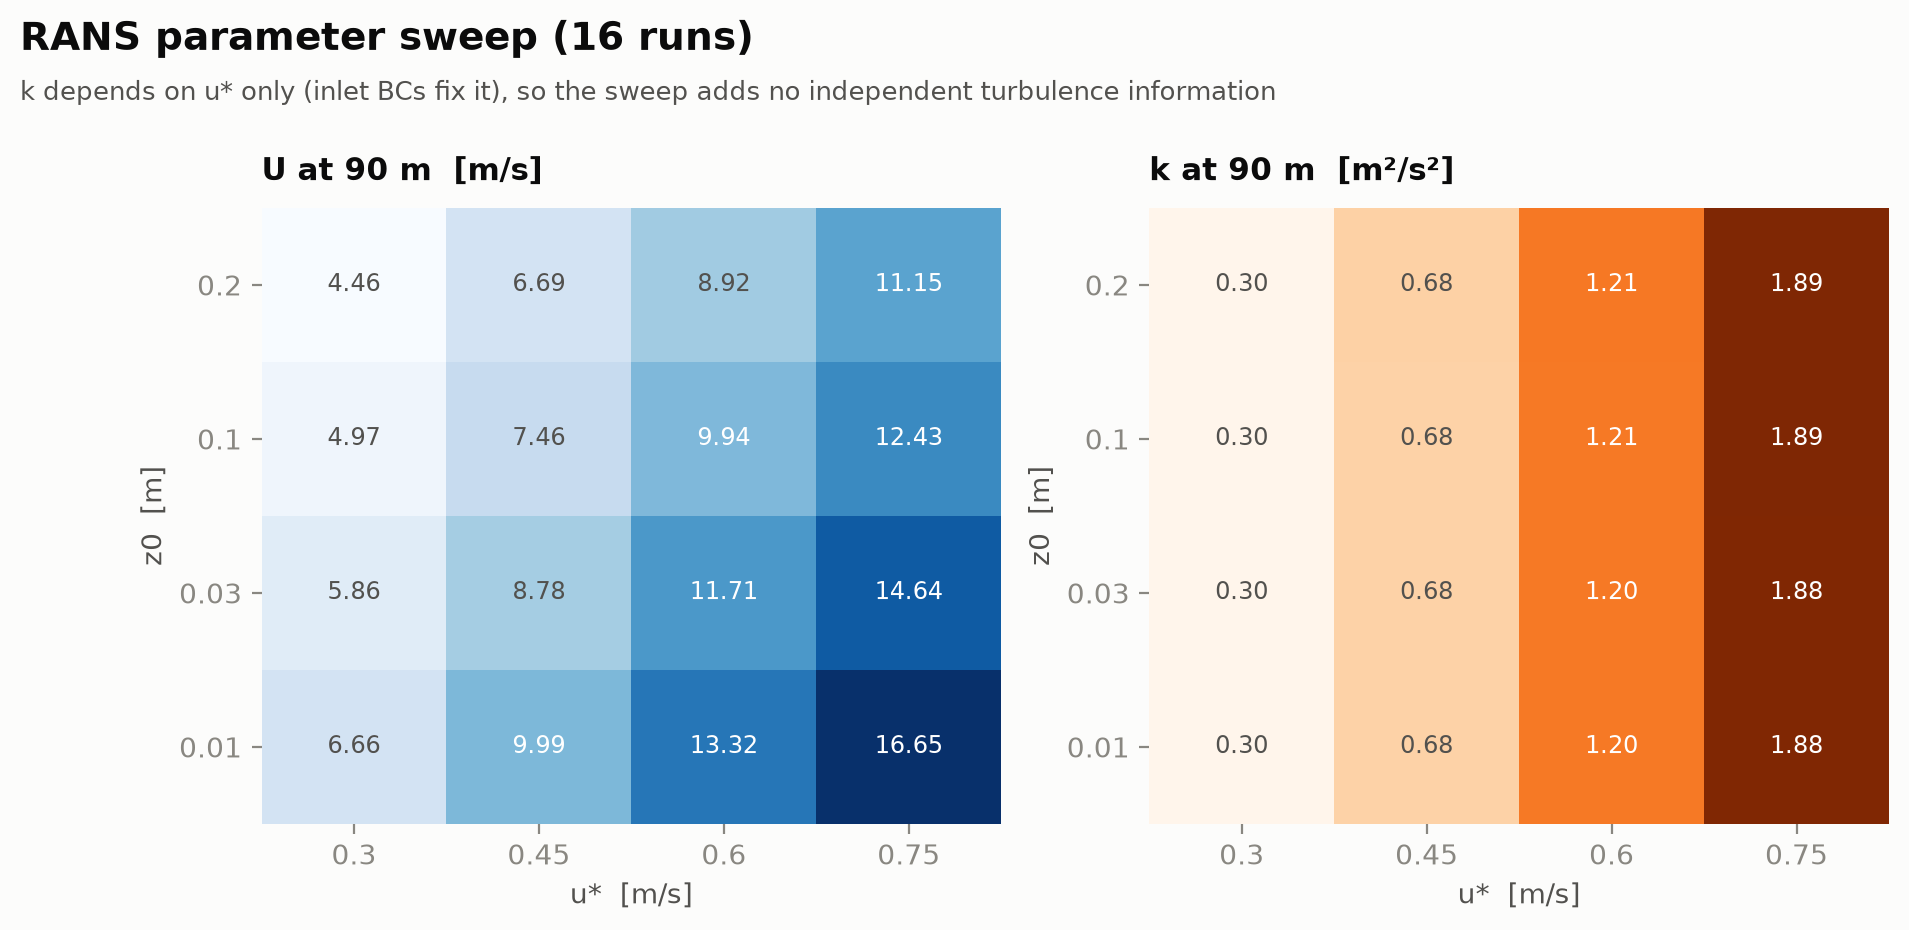 RANS parameter sweep (16 runs)
k depends on u* only (inlet BCs fix it), so the sweep adds no independent turbulence information
U at 90 m  [m/s]
z0  [m]
0.2
4.46 6.69 8.92 11.15
0.1
4.97 7.46 9.94 12.43
0.03
5.86 8.78 11.71 14.64
0.01
6.66 9.99 13.32 16.65
0.3 0.45 0.6 0.75
u*  [m/s]
k at 90 m  [m²/s²]
z0  [m]
0.2
0.30 0.68 1.21 1.89
0.1
0.30 0.68 1.21 1.89
0.03
0.30 0.68 1.20 1.88
0.01
0.30 0.68 1.20 1.88
0.3 0.45 0.6 0.75
u*  [m/s]